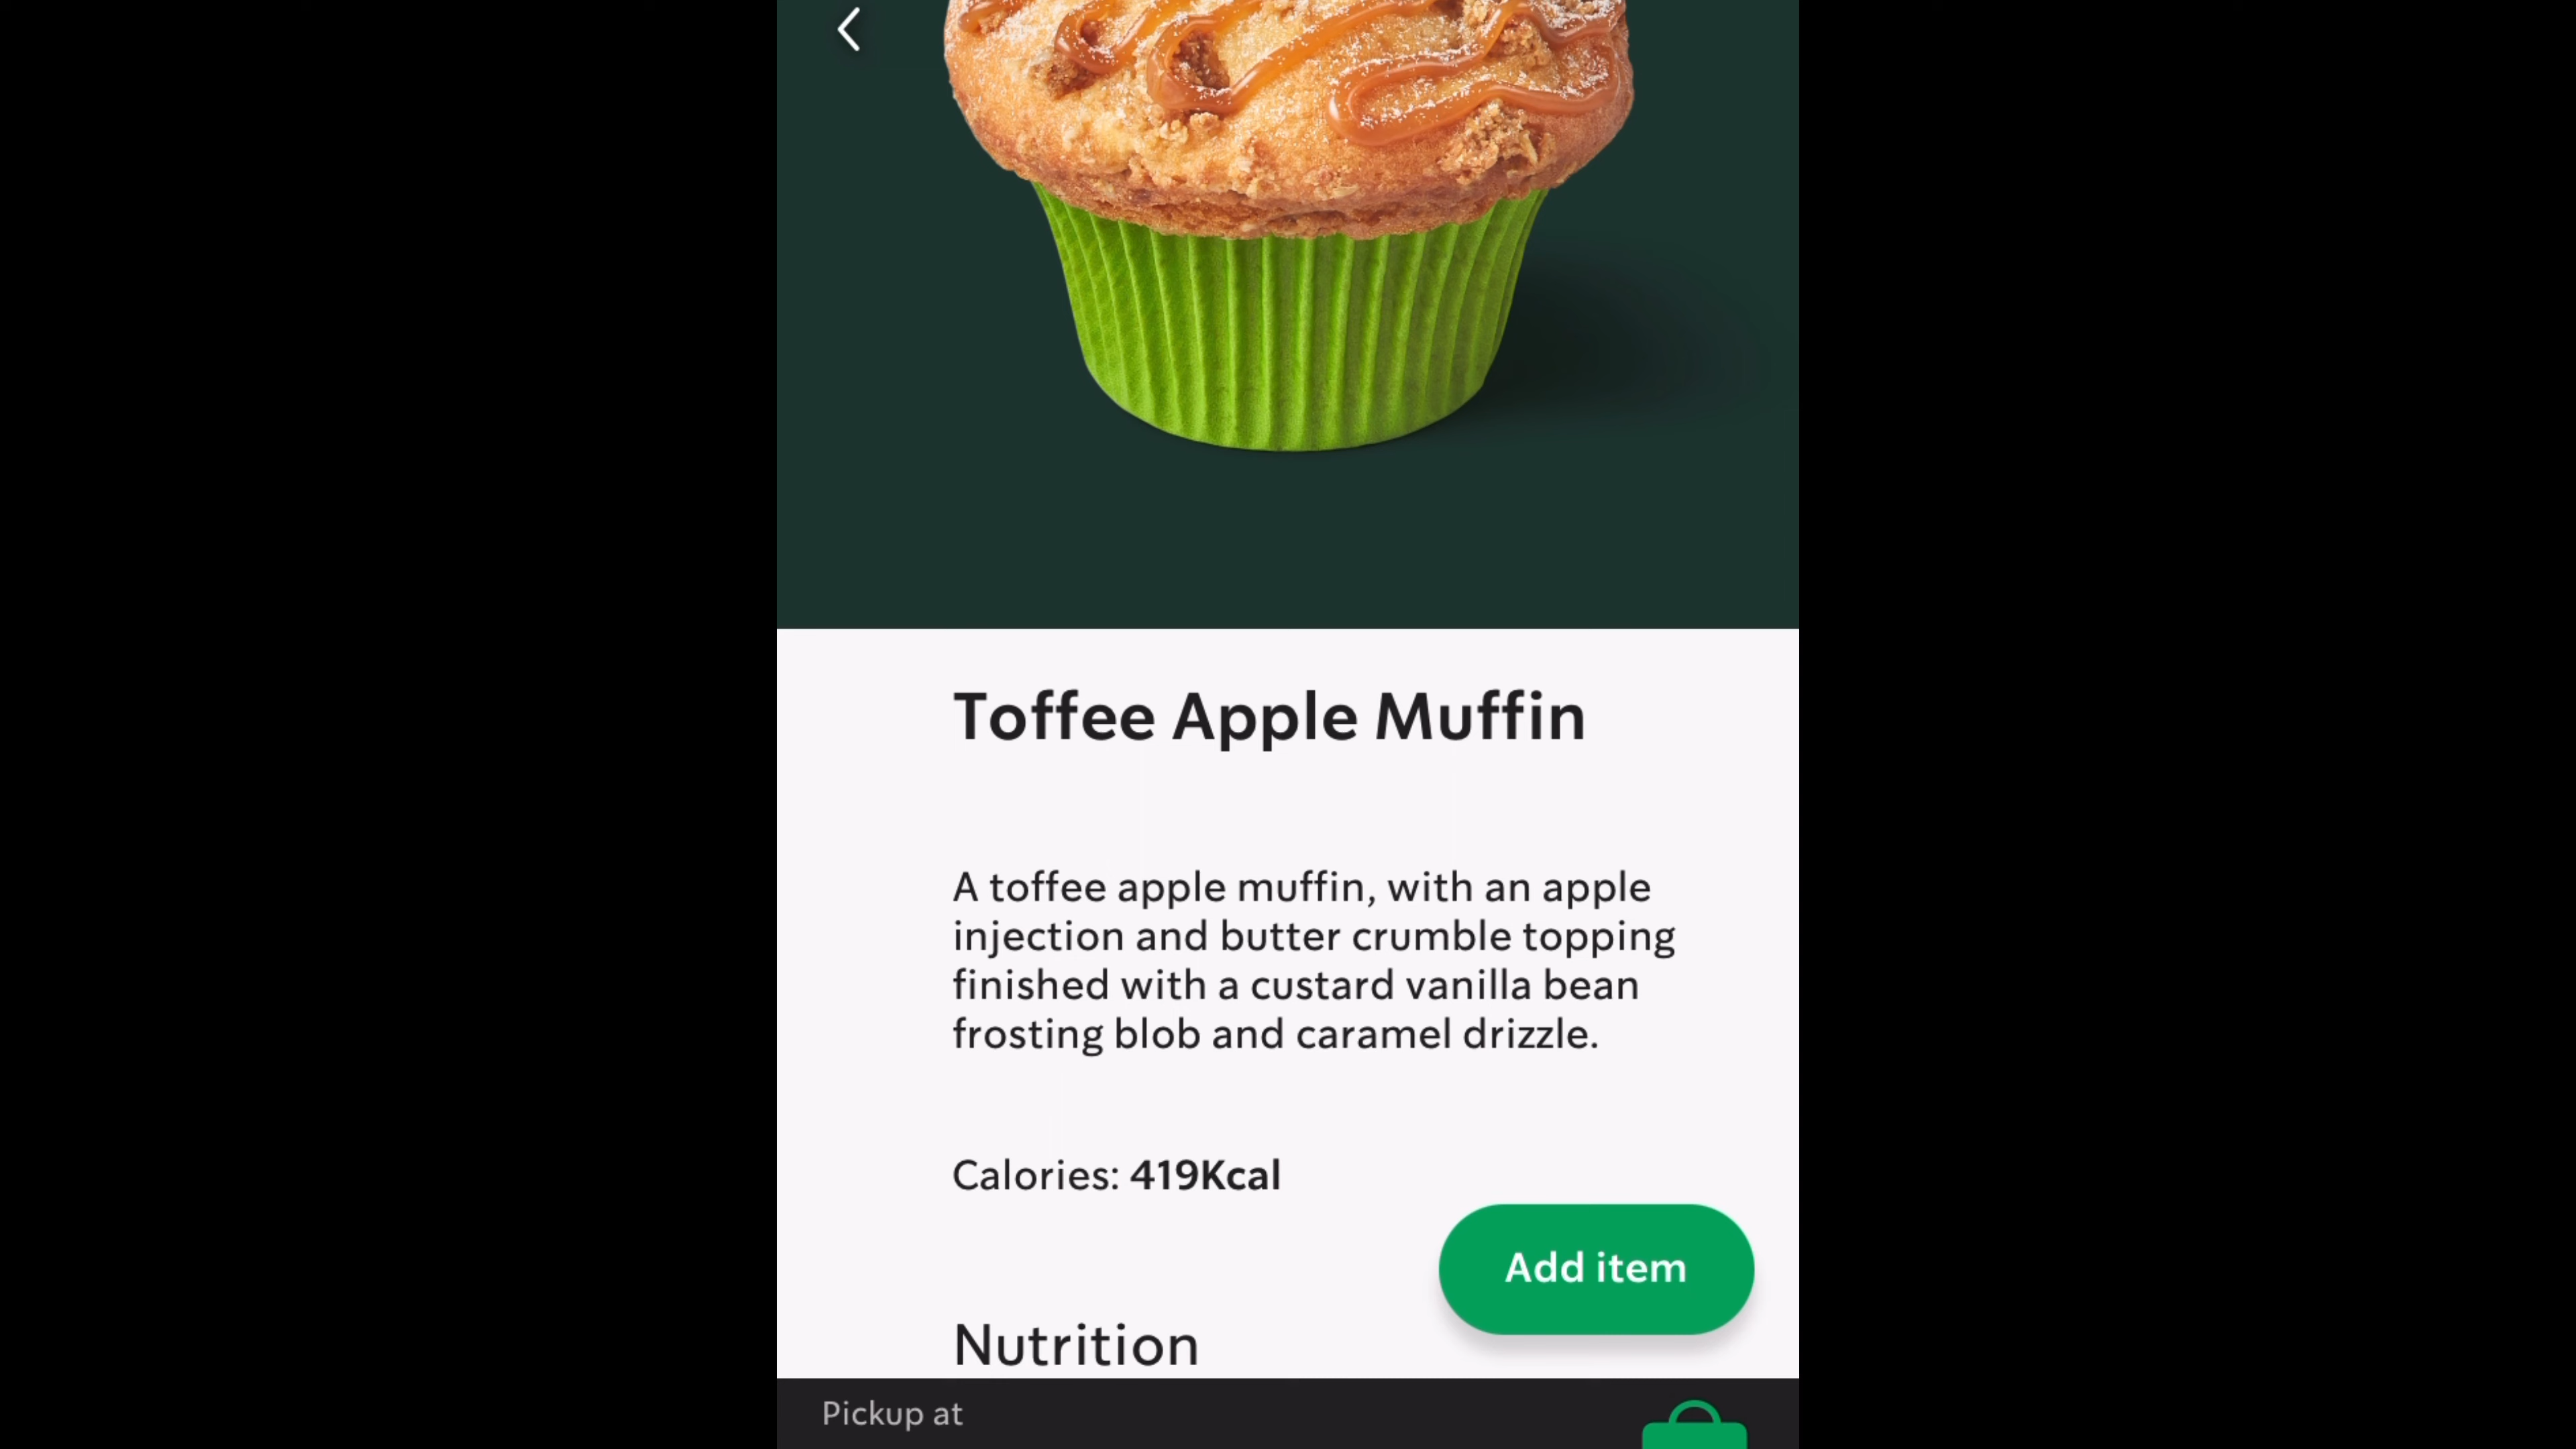 Toffee Apple Muffin
A toffee apple muffin, with an apple
injection and butter crumble topping
finished with a custard vanilla bean
frosting blob and caramel drizzle.
Calories: 419Kcal
Add item
Nutrition
Pickup at